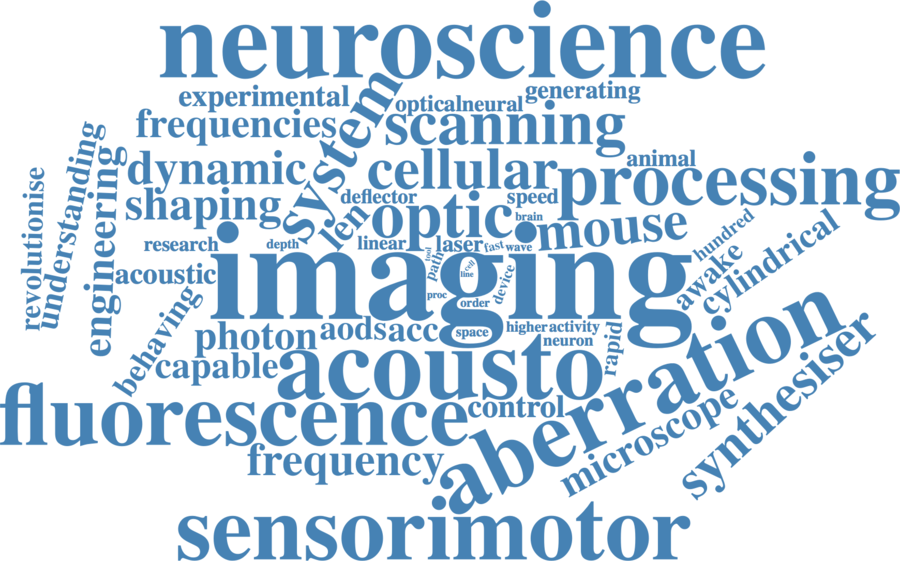 neuroscience
experimental
opticalneural
generating
frequencies
scanning
system
understanding
engineering
revolutionise
dynamic
cellular
animal
processing
shaping
deflector
speed
len
optic
brain
mouse
hundred
research
depth
linear
laser
fast
wave
awake
cylindrical
acoustic
imaging
tool
path
cell
line
device
proc
order
behaving
photon
aodsacc
space
higher
activity
neuron
rapid
capable
acousto
aberration
synthesiser
fluorescence
control
microscope
frequency
sensorimotor